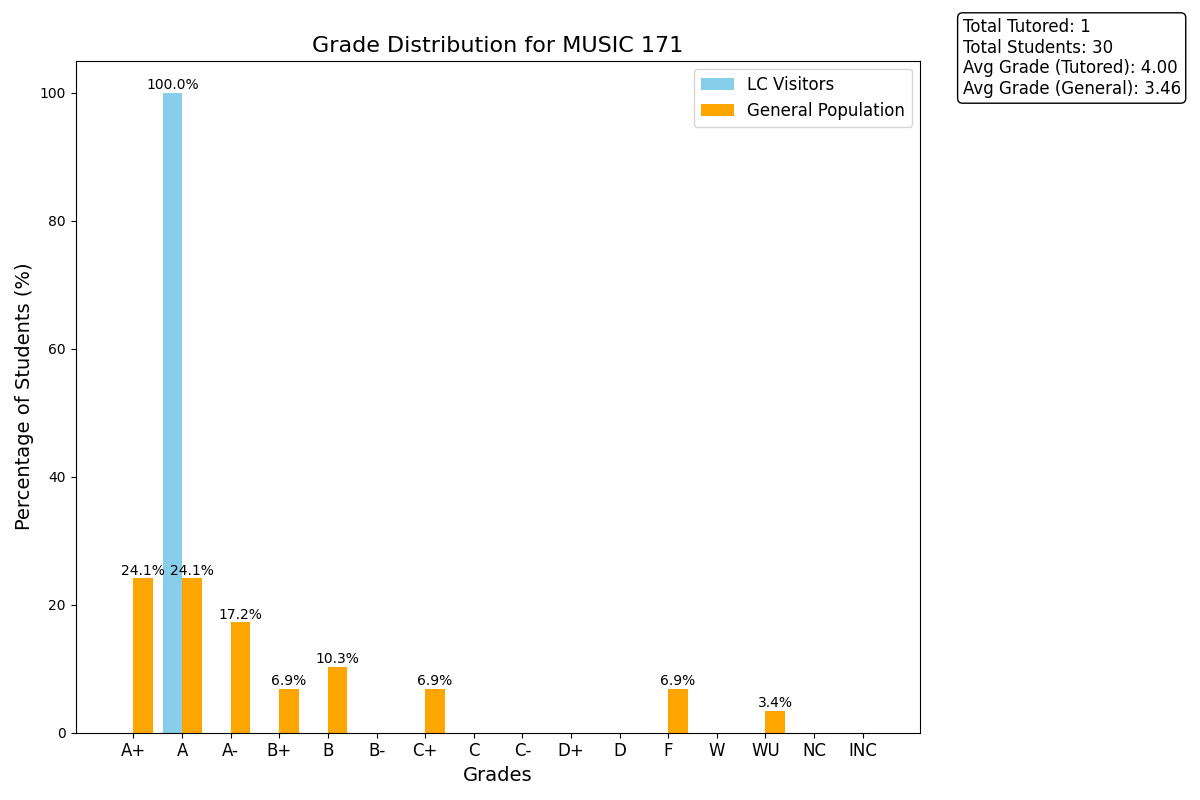 Grade Distribution for MUSIC 171
Total Tutored: 1
Total Students: 30
Avg Grade (Tutored): 4.00
Avg Grade (General): 3.46
LC Visitors
General Population
Percentage of Students (%)
100
80
60
40
20
0
100.0%
24.1% 24.1%
17.2%
6.9%
10.3%
6.9%
6.9%
3.4%
A+ A A- B+ B B- C+ C C- D+ D F W WU NC INC
Grades